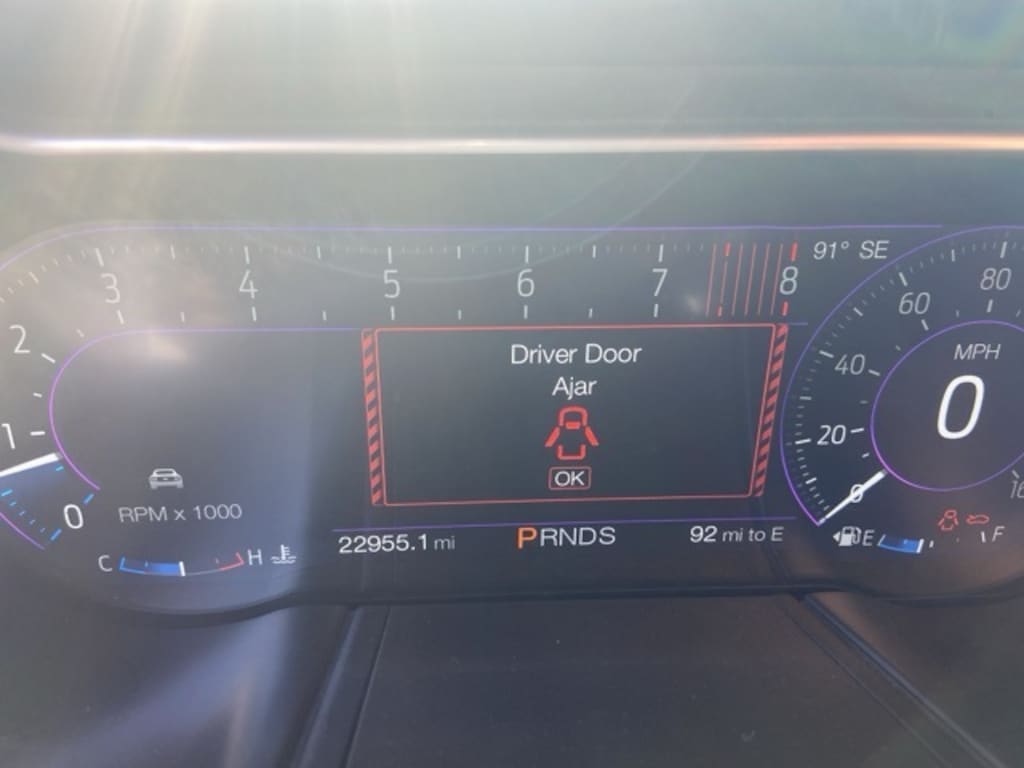 3 4 5 6 7 8 91° SE
80
60
2
40
MPH
0
1
20
Driver Door
Ajar
OK
0
0
RPM x 1000
C H
22955.1 mi
PRNDS
92 mi to E
E F